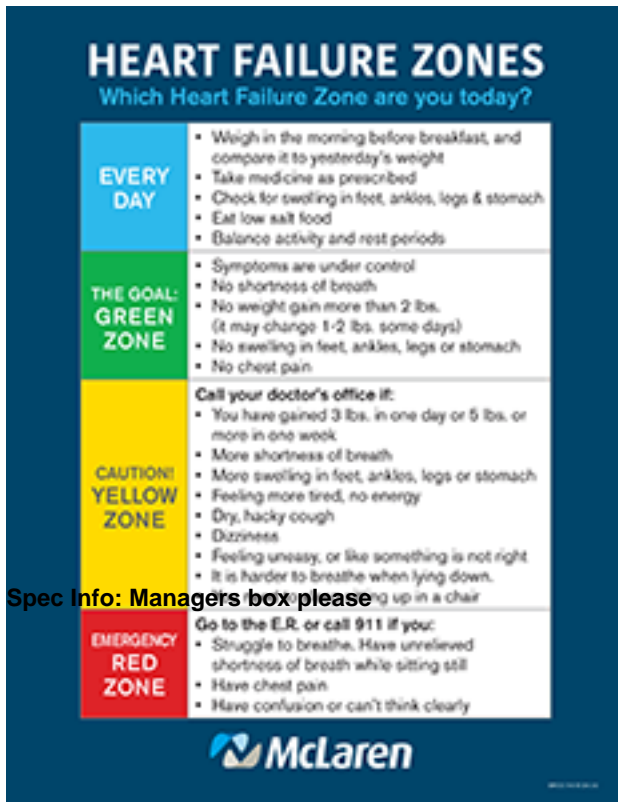 HEART FAILURE ZONES
Which Heart Failure Zone are you today?
EVERY
DAY
• Weigh in the morning before breakfast, and
compare it to yesterday's weight
• Take medicine as prescribed
• Check for swelling in feet, ankles, legs & stomach
• Eat low salt food
• Balance activity and rest periods
THE GOAL:
GREEN
ZONE
• Symptoms are under control
• No shortness of breath
• No weight gain more than 2 lbs.
(it may change 1-2 lbs. some days)
• No swelling in feet, ankles, legs or stomach
• No chest pain
CAUTION!
YELLOW
ZONE
Call your doctor's office if:
• You have gained 3 lbs. in one day or 5 lbs. or
more in one week
• More shortness of breath
• More swelling in feet, ankles, legs or stomach
• Feeling more tired, no energy
• Dry, hacky cough
• Dizziness
• Feeling uneasy, or like something is not right
• It is harder to breathe when lying down.
• up in a chair
Spec Info: Managers box please
EMERGENCY
RED
ZONE
Go to the E.R. or call 911 if you:
• Struggle to breathe. Have unrelieved
shortness of breath while sitting still
• Have chest pain
• Have confusion or can't think clearly
McLaren